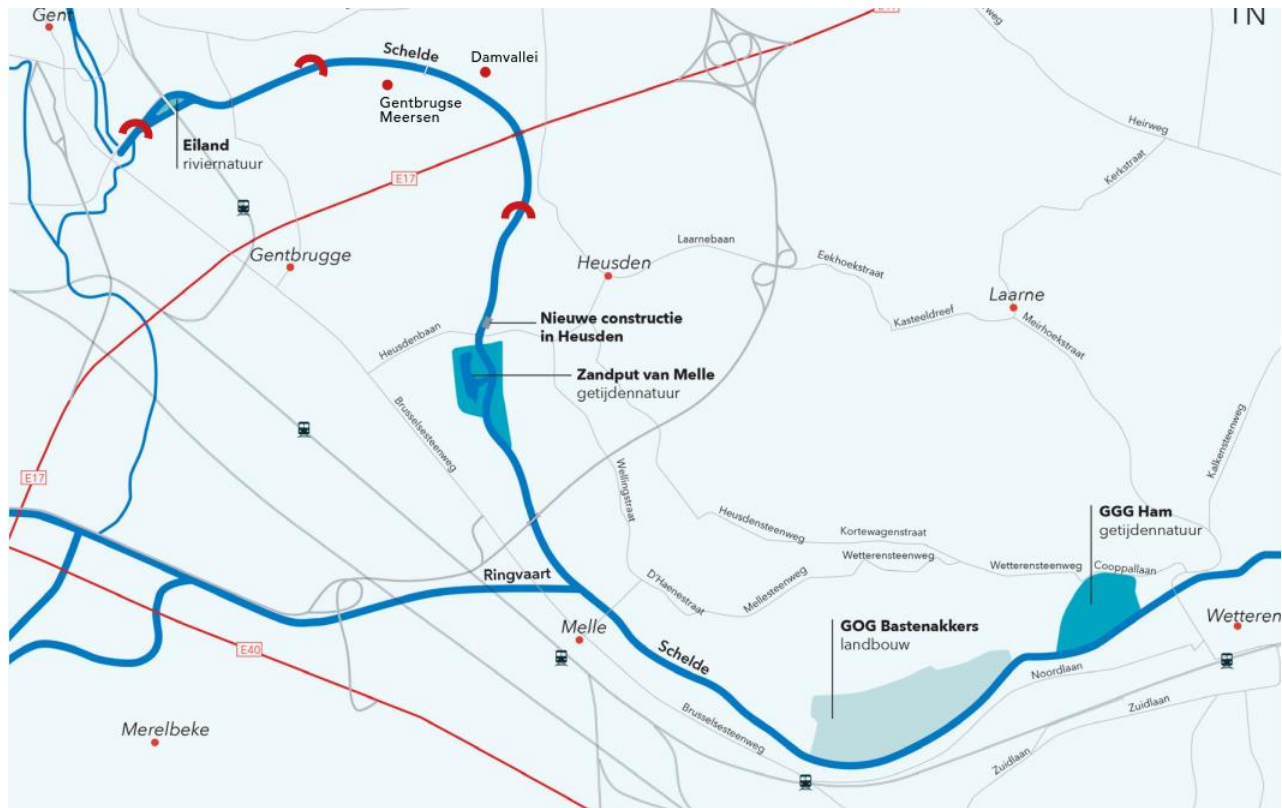 Gent
Schelde
Damvallei
Gentbrugse
Meersen
Eiland
riviernatuur
E17
Heirweg
Kerkstraat
Gentbrugge
Heusden
Laarnebaan
Eekhoekstraat
Laarne
Kasteeldreef
Meirhoekstraat
Nieuwe constructie
in Heusden
Heusdenbaan
Zandput van Melle
getijdennatuur
Brusselsesteenweg
Kalkensteenweg
E17
Wellingstraat
Heusdensteenweg
Kortewagenstraat
GGG Ham
getijdennatuur
Wetterensteenweg
Wetterensteenweg
Cooppallaan
Ringvaart
D'Haenestraat
Mellesteenweg
Melle
GOG Bastenakkers
landbouw
Wetteren
E40
Schelde
Noordlaan
Merelbeke
Brusselsesteenweg
Zuidlaan
Zuidlaan